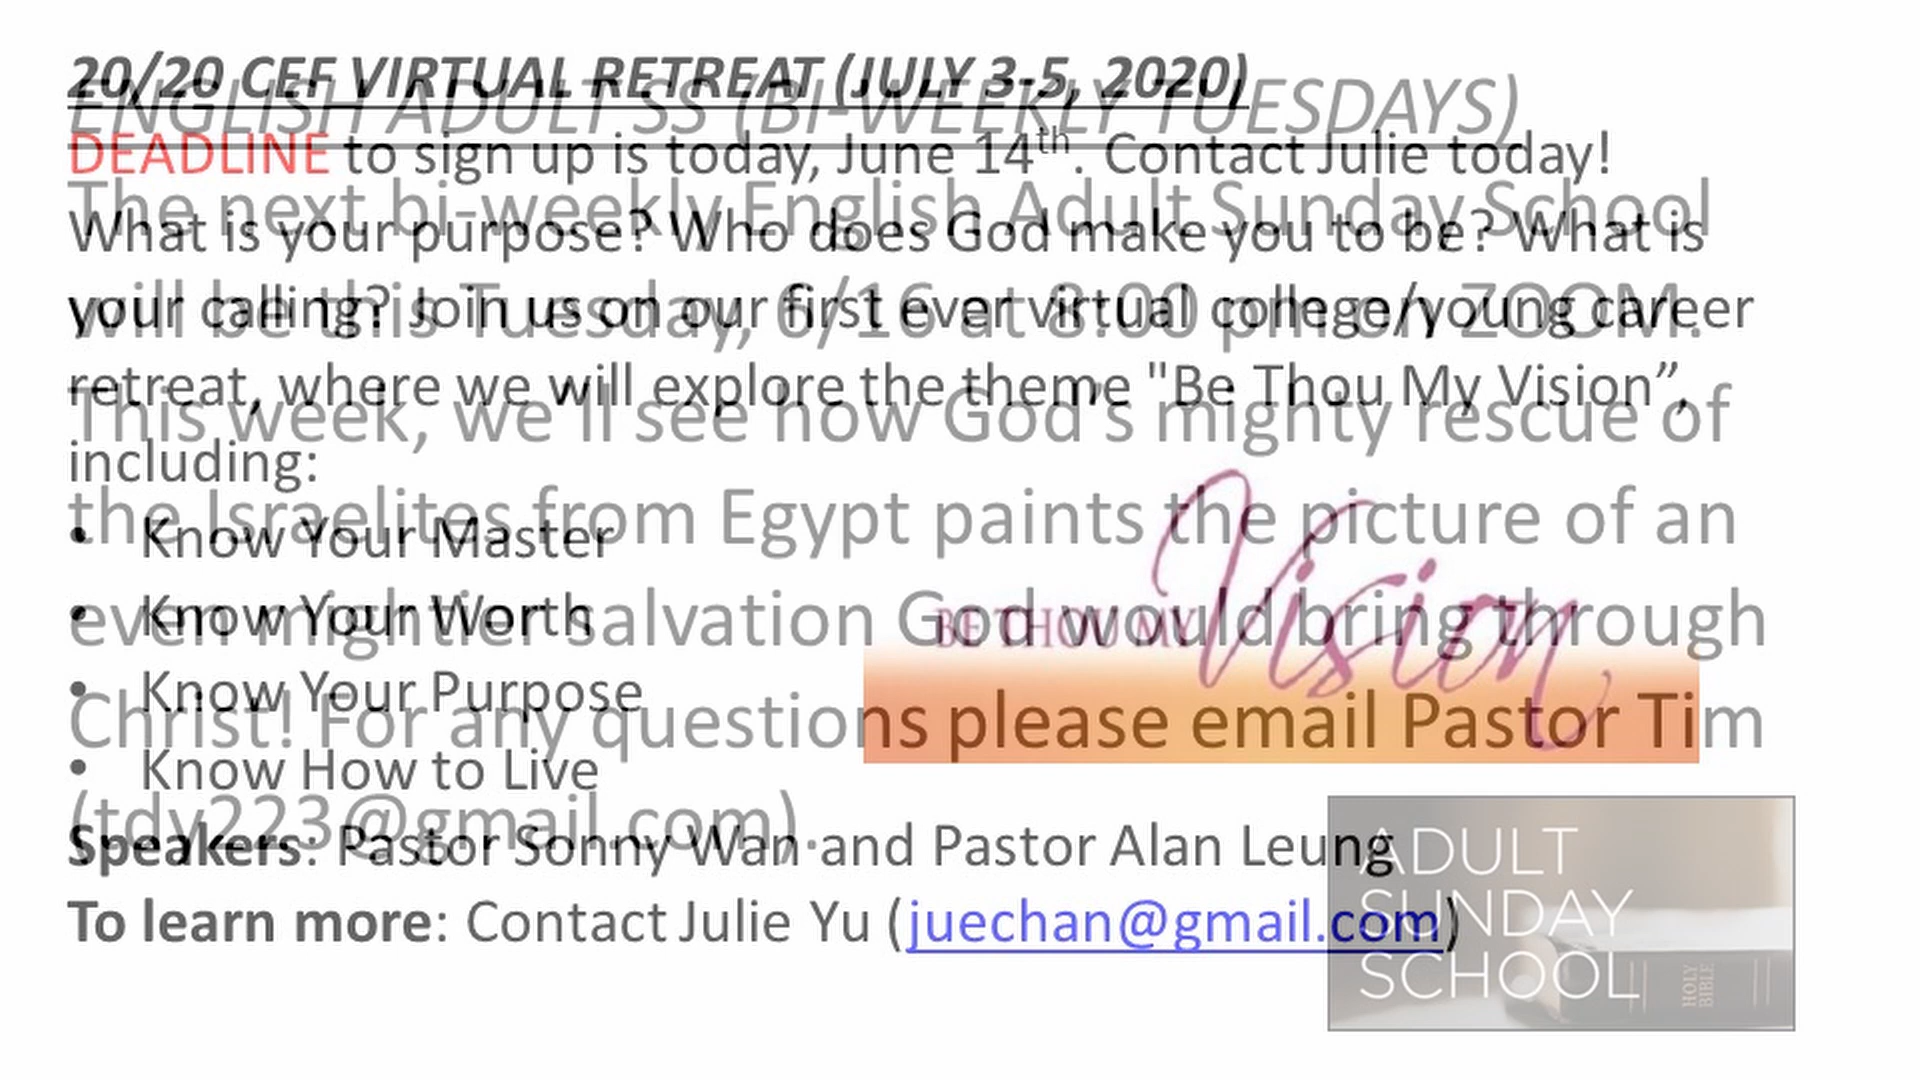 20/20 CEF VIRTUAL RETREAT (JULY 3-5, 2020)
DEADLINE to sign up is today, June 14th. Contact Julie today!
What is your purpose? Who does God make you to be? What is
your calling? Join us on our first ever virtual college/young career
retreat, where we will explore the theme "Be Thou My Vision”,
including:
• Know Your Master
• Know Your Worth
• Know Your Purpose
• Know How to Live
Speakers: Pastor Sonny Wan and Pastor Alan Leung
To learn more: Contact Julie Yu (juechan@gmail.com)
BE THOU MY Vision
ENGLISH ADULT SS (BI-WEEKLY TUESDAYS)
The next bi-weekly English Adult Sunday School
will be this Tuesday, 6/16 at 8:00 pm on ZOOM.
This week, we'll see how God's mighty rescue of
the Israelites from Egypt paints the picture of an
even mightier salvation God would bring through
Christ! For any questions please email Pastor Tim
(tdy223@gmail.com).
ADULT
SUNDAY
SCHOOL
HOLY
BIBLE